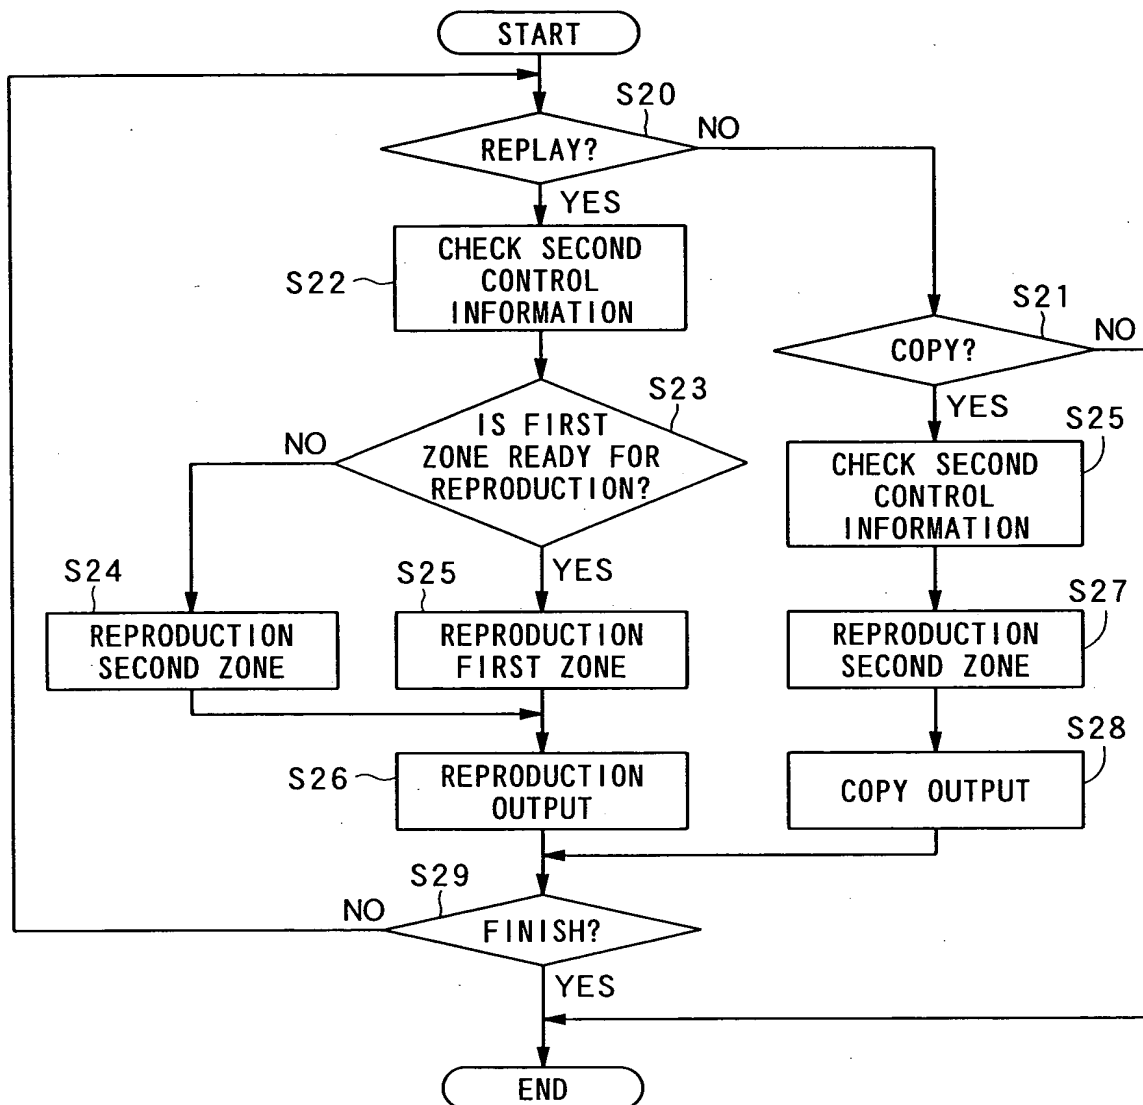 START
S20
NO
REPLAY?
YES
CHECK SECOND
CONTROL
INFORMATION
S22
S21
NO
COPY?
YES
S23
IS FIRST
ZONE READY FOR
REPRODUCTION?
NO
YES
S25
CHECK SECOND
CONTROL
INFORMATION
S24
REPRODUCTION
SECOND ZONE
S25
REPRODUCTION
FIRST ZONE
S27
REPRODUCTION
SECOND ZONE
S26
REPRODUCTION
OUTPUT
S28
COPY OUTPUT
S29
NO
FINISH?
YES
END